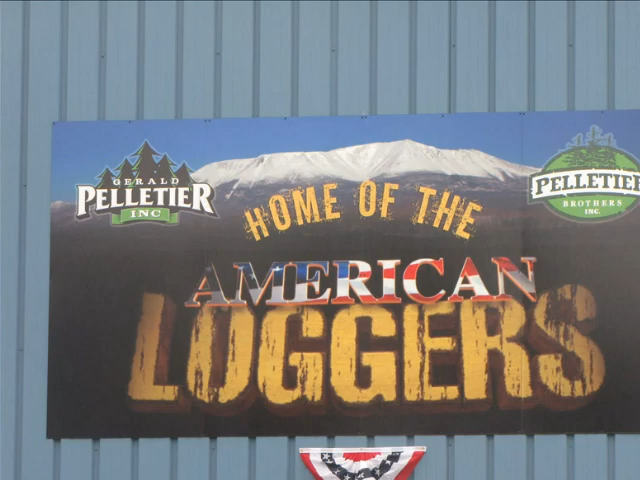 GERALD
PELLETIER
INC
HOME OF THE
PELLETIER
BROTHERS
INC.
AMERICAN
LOGGERS